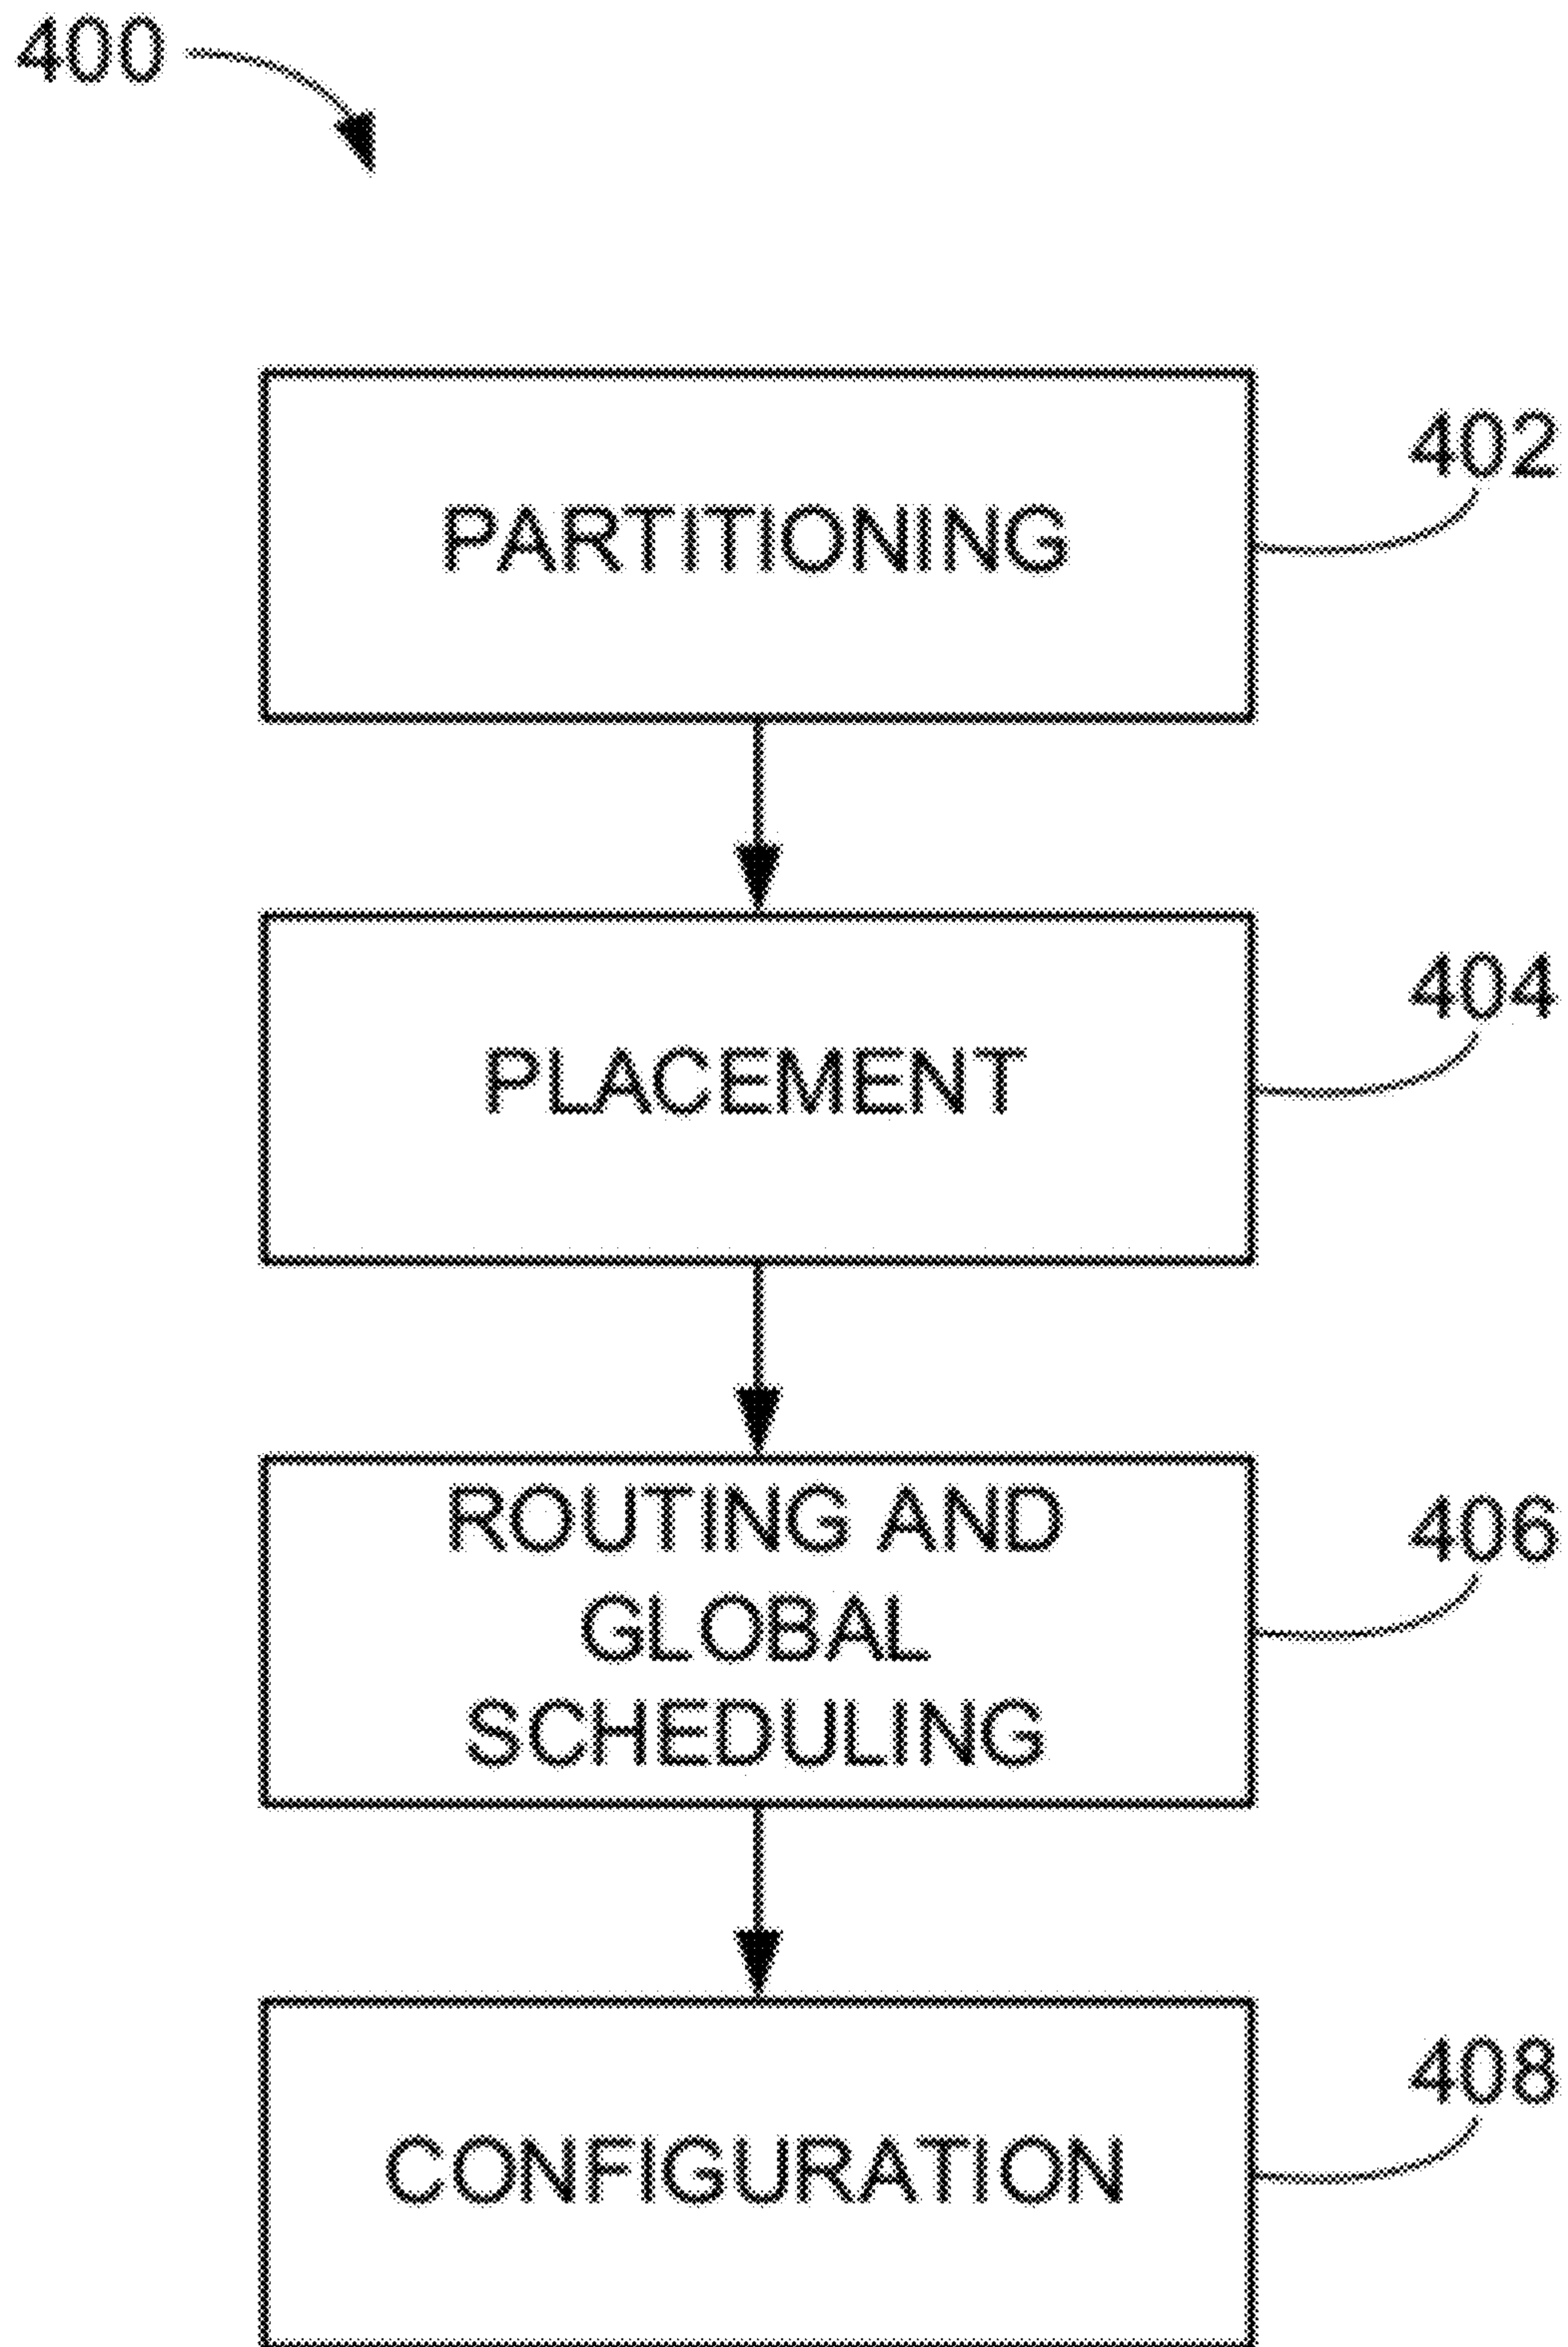 400
402
PARTITIONING
404
PLACEMENT
406
ROUTING AND
GLOBAL
SCHEDULING
408
CONFIGURATION